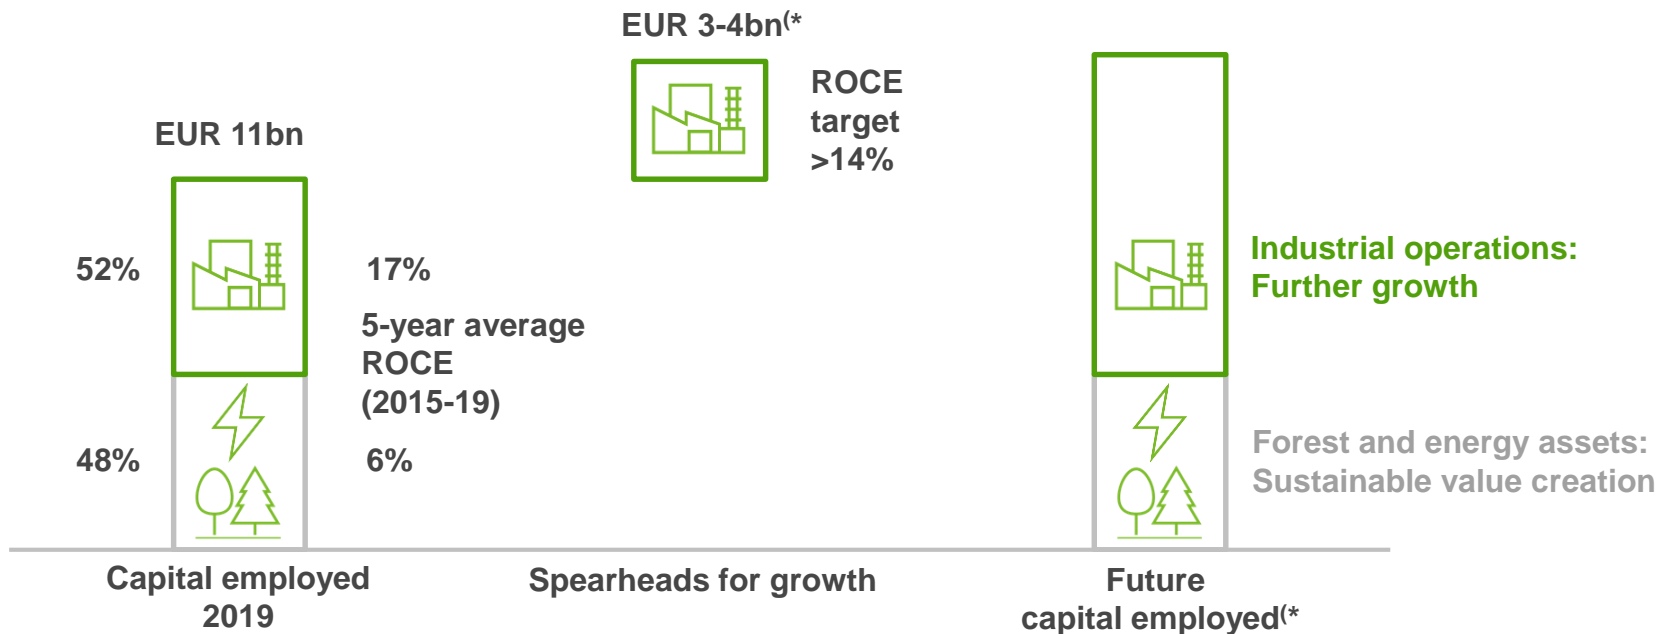 EUR 3-4bn(*
ROCE
target
>14%
EUR 11bn
52%
17%
5-year average
ROCE
(2015-19)
48%
6%
Industrial operations:
Further growth
Forest and energy assets:
Sustainable value creation
Capital employed
2019
Spearheads for growth
Future
capital employed(*